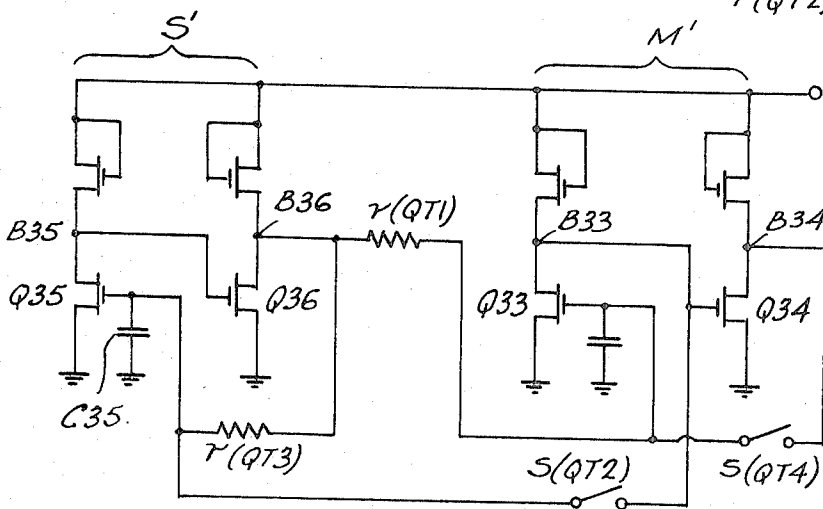 S'
M'
B35
B36
r(QT1)
B33
B34
Q35
Q36
Q33
Q34
C35.
r(QT3)
S(QT2)
S(QT4)